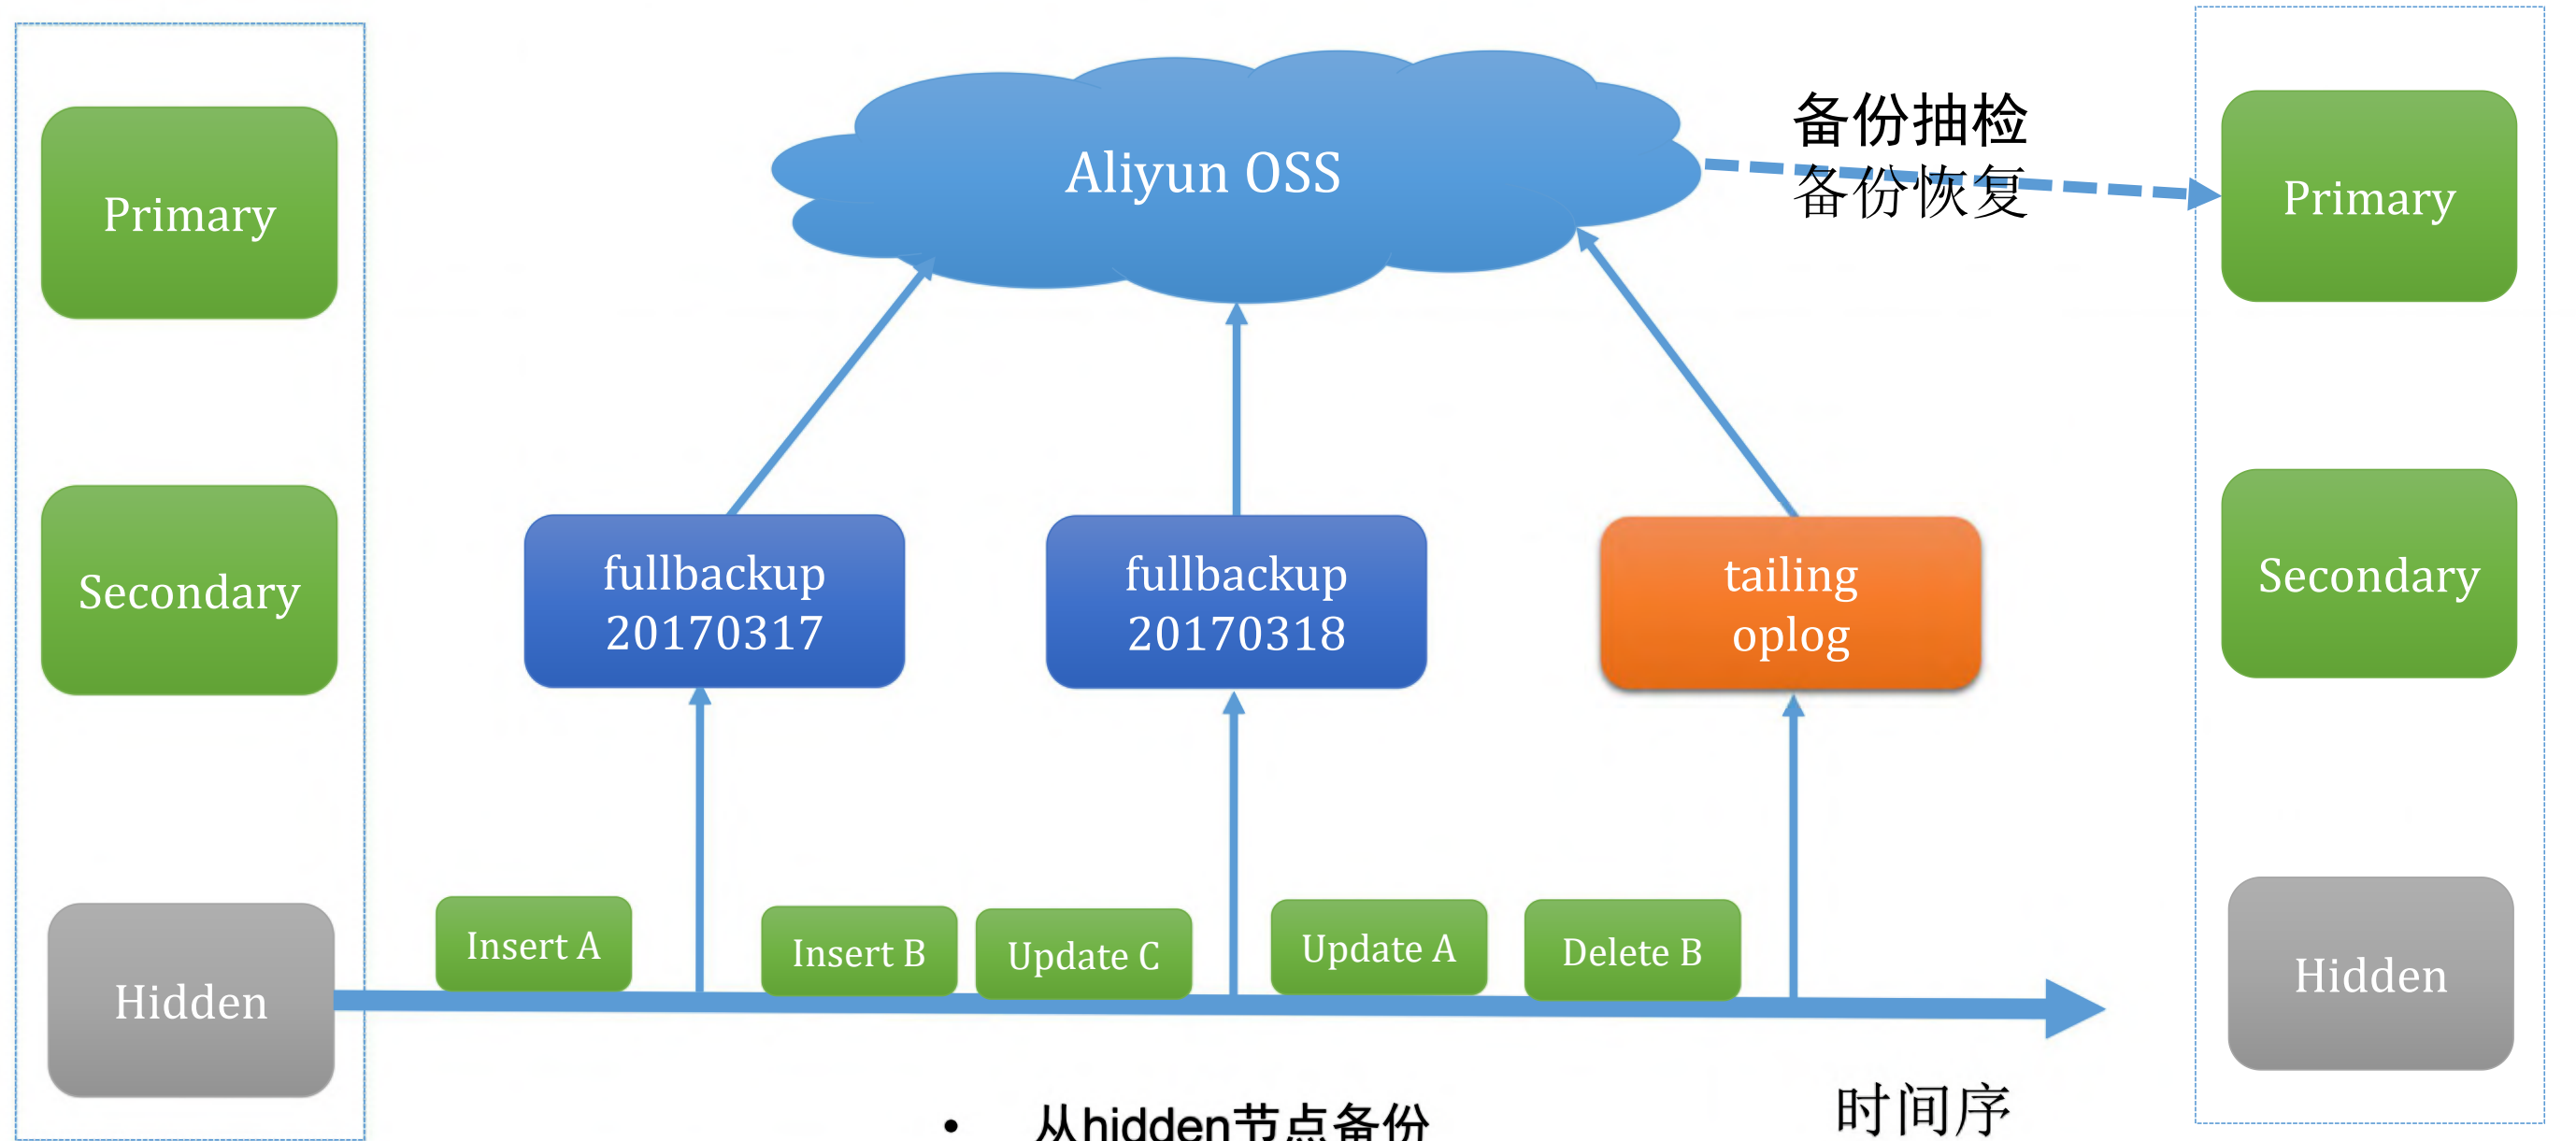 Primary
Secondary
Hidden
Aliyun OSS
备份抽检
备份恢复
fullbackup
20170317
fullbackup
20170318
tailing
oplog
Insert A
Insert B
Update C
Update A
Delete B
时间序
• 从hidden节点备份
Primary
Secondary
Hidden